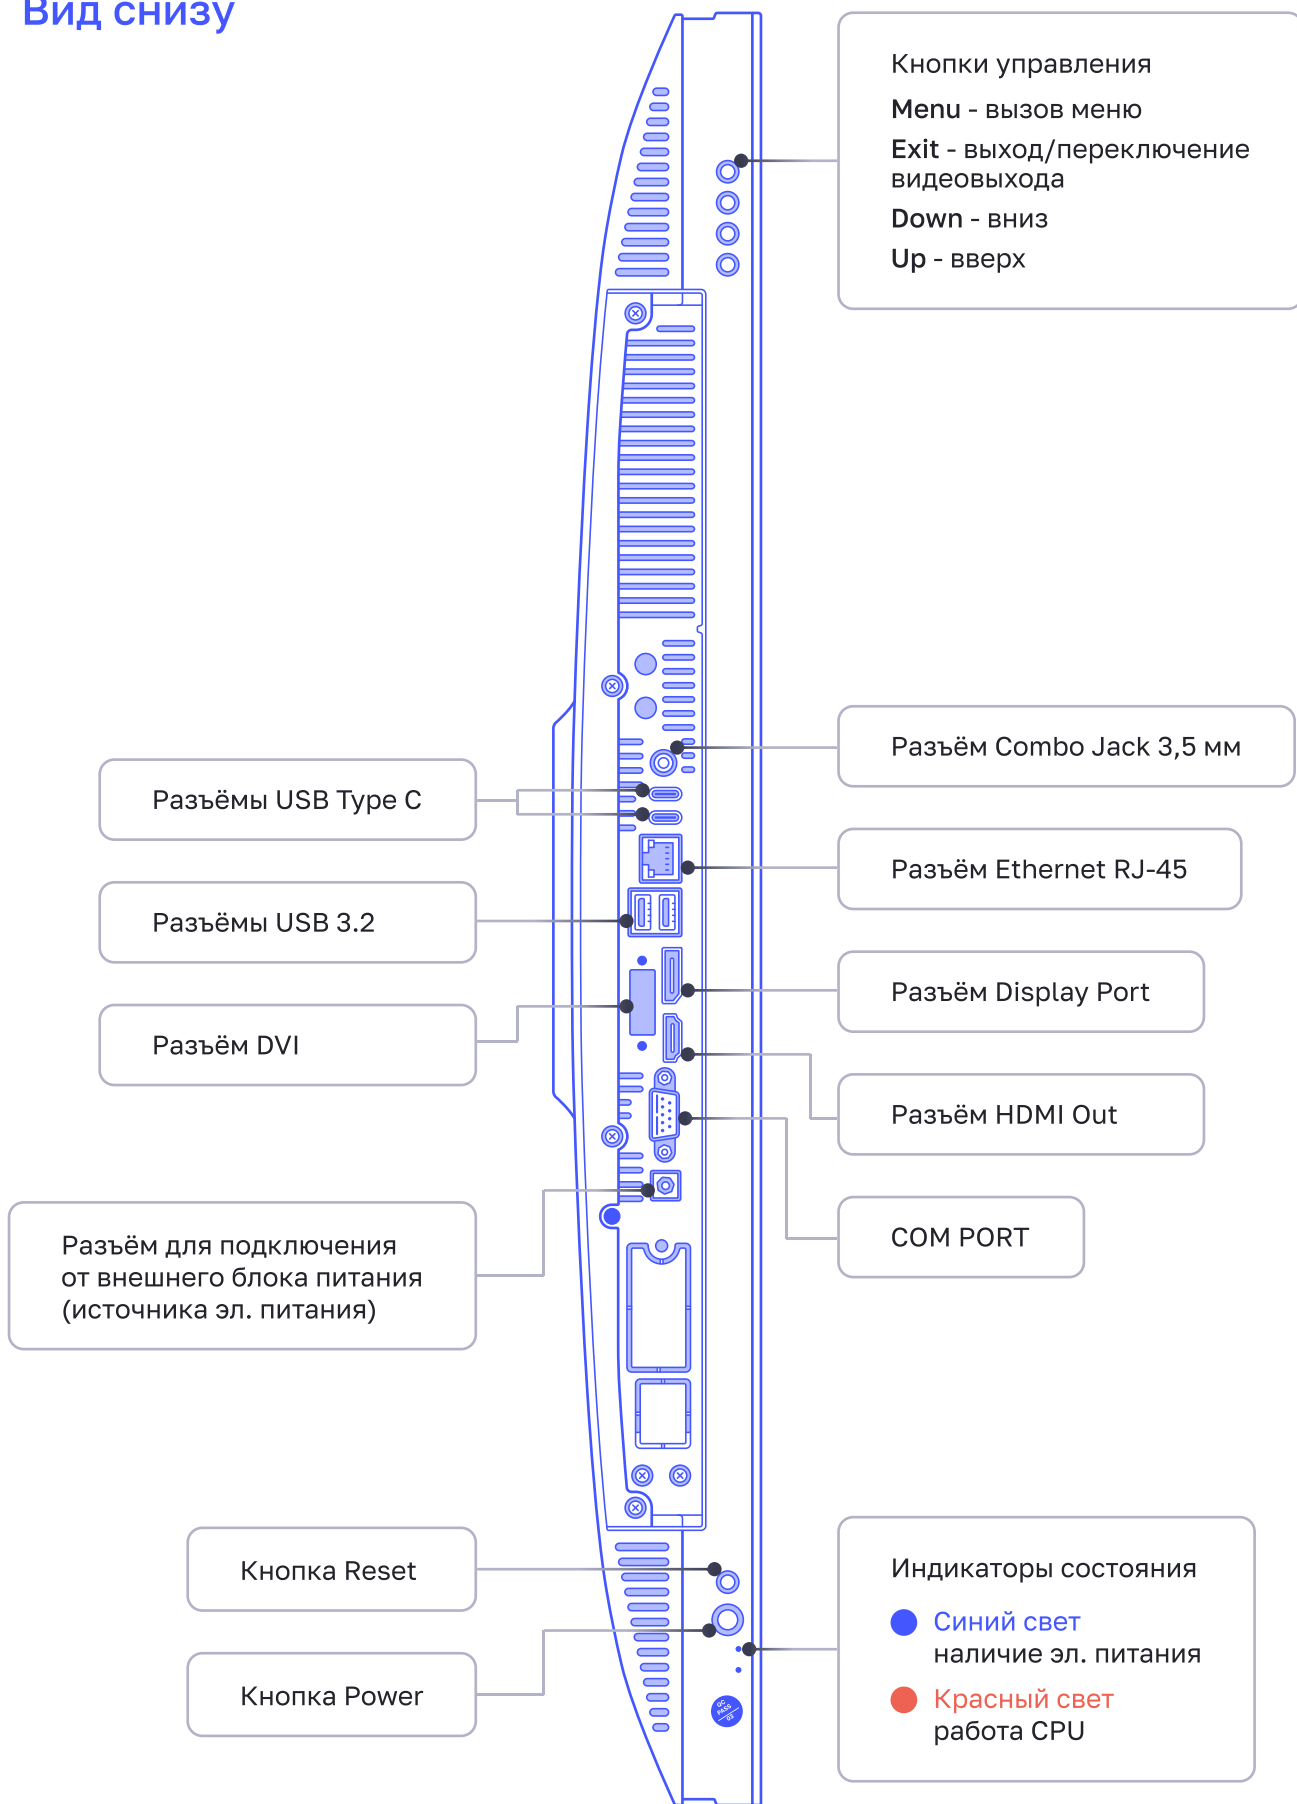 Вид снизу
Кнопки управления
Menu - вызов меню
Exit - выход/переключение
видеовыхода
Down - вниз
Up - вверх
Разъём Combo Jack 3,5 мм
Разъёмы USB Type C
Разъём Ethernet RJ-45
Разъёмы USB 3.2
Разъём Display Port
Разъём DVI
Разъём HDMI Out
COM PORT
Разъём для подключения
от внешнего блока питания
(источника эл. питания)
Кнопка Reset
Кнопка Power
Индикаторы состояния
Синий свет
наличие эл. питания
Красный свет
работа CPU
QC
PASS
03